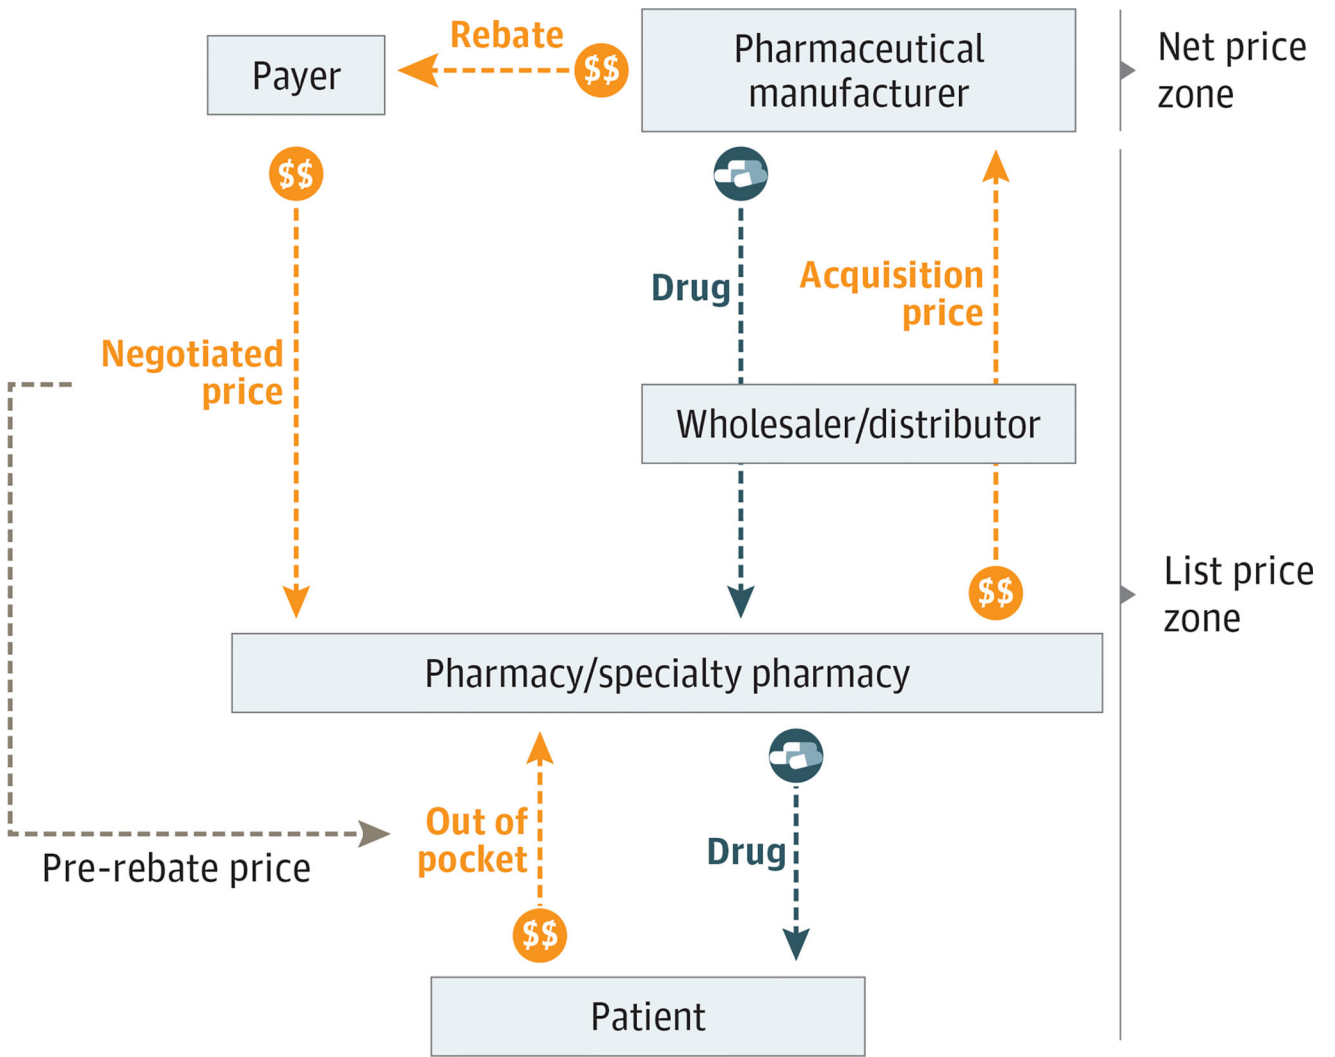 Rebate
$$
Payer
Pharmaceutical
manufacturer
Net price
zone
$$
Drug
Acquisition
price
Negotiated
price
Wholesaler/distributor
$$
List price
zone
Pharmacy/specialty pharmacy
Out of
pocket
Drug
Pre-rebate price
$$
Patient